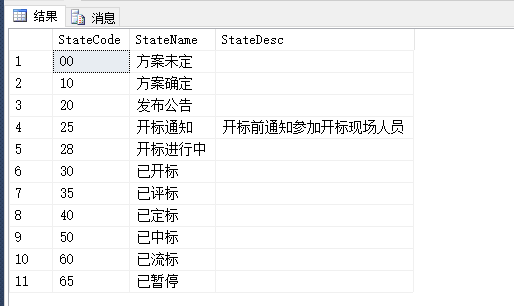 结果 消息
StateCode StateName StateDesc
1 00 方案未定
2 10 方案确定
3 20 发布公告
4 25 开标通知 开标前通知参加开标现场人员
5 28 开标进行中
6 30 已开标
7 35 已评标
8 40 已定标
9 50 已中标
10 60 已流标
11 65 已暂停